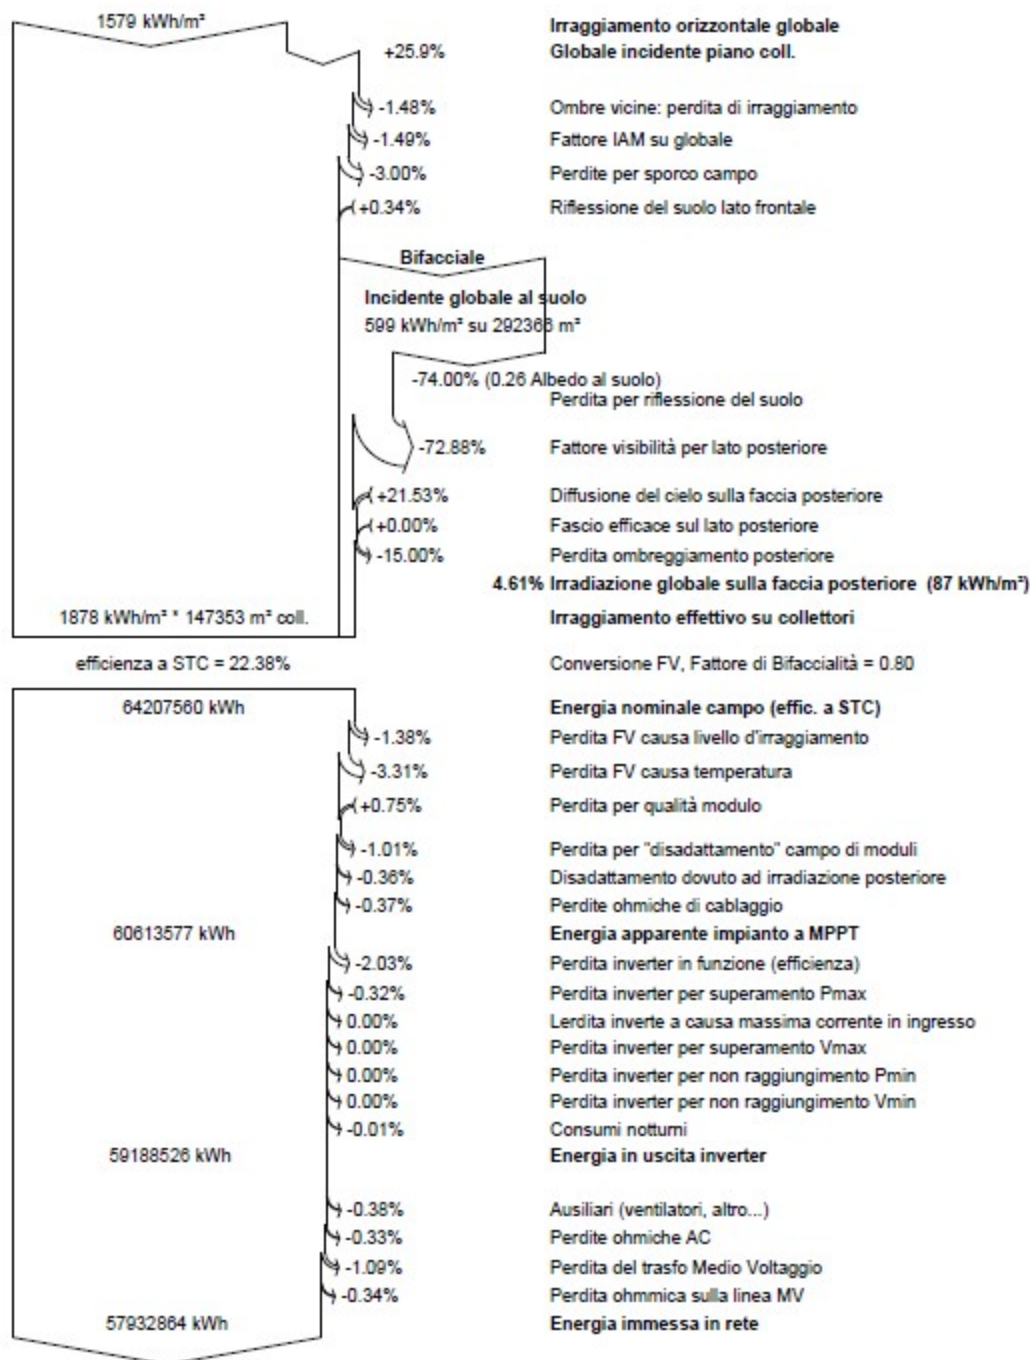 1579 kWh/m² Irraggiamento orizzontale globale
+25.9% Globale incidente piano coll.
-1.48% Ombre vicine: perdita di irraggiamento
-1.49% Fattore IAM su globale
-3.00% Perdite per sporco campo
+0.34% Riflessione del suolo lato frontale
Bifacciale
Incidente globale al suolo
599 kWh/m² su 292366 m²
-74.00% (0.26 Albedo al suolo)
Perdita per riflessione del suolo
-72.88% Fattore visibilità per lato posteriore
+21.53% Diffusione del cielo sulla faccia posteriore
+0.00% Fascio efficace sul lato posteriore
-15.00% Perdita ombreggiamento posteriore
4.61% Irradiazione globale sulla faccia posteriore (87 kWh/m²)
1878 kWh/m² * 147353 m² coll. Irraggiamento effettivo su collettori
efficienza a STC = 22.38% Conversione FV, Fattore di Bifaccialità = 0.80
64207560 kWh Energia nominale campo (effic. a STC)
-1.38% Perdita FV causa livello d'irraggiamento
-3.31% Perdita FV causa temperatura
+0.75% Perdita per qualità modulo
-1.01% Perdita per "disadattamento" campo di moduli
-0.36% Disadattamento dovuto ad irradiazione posteriore
-0.37% Perdite ohmiche di cablaggio
60613577 kWh Energia apparente impianto a MPPT
-2.03% Perdita inverter in funzione (efficienza)
-0.32% Perdita inverter per superamento Pmax
0.00% Lerdita inverte a causa massima corrente in ingresso
0.00% Perdita inverter per superamento Vmax
0.00% Perdita inverter per non raggiungimento Pmin
0.00% Perdita inverter per non raggiungimento Vmin
-0.01% Consumi notturni
59188526 kWh Energia in uscita inverter
-0.38% Ausiliari (ventilatori, altro...)
-0.33% Perdite ohmiche AC
-1.09% Perdita del trasfo Medio Voltaggio
-0.34% Perdita ohmmica sulla linea MV
57932864 kWh Energia immessa in rete